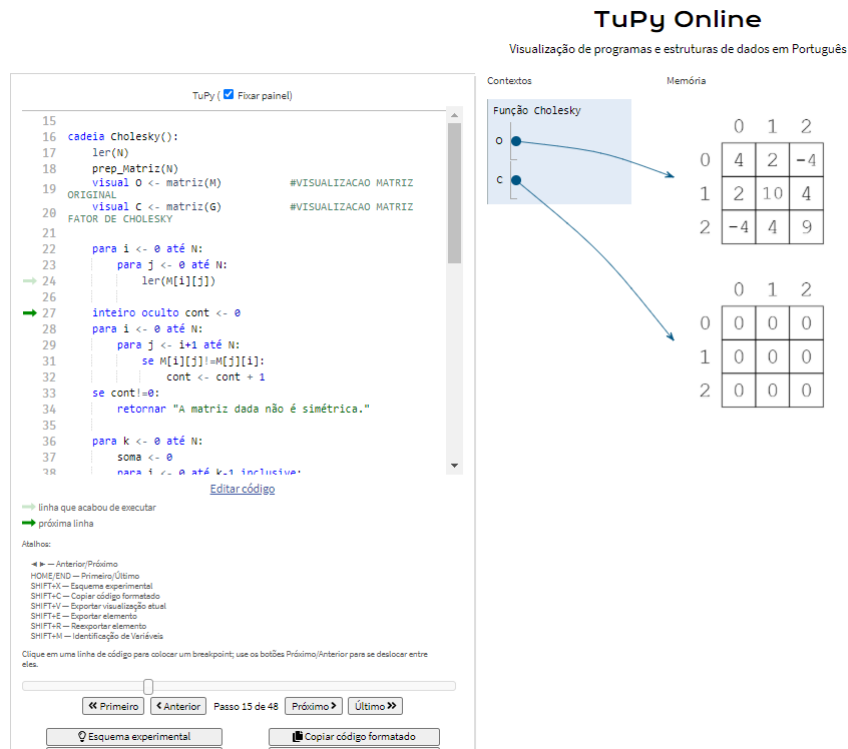 TuPy Online
Visualização de programas e estruturas de dados em Português
TuPy ( Fixar painel)
15
16 cadeia Cholesky():
17 ler(N)
18 prep_Matriz(N)
19 visual O <- matriz(M) #VISUALIZACAO MATRIZ
ORIGINAL
20 visual C <- matriz(G) #VISUALIZACAO MATRIZ
FATOR DE CHOLESKY
21
22 para i <- 0 até N:
23 para j <- 0 até N:
24 ler(M[i][j])
26
27 inteiro oculto cont <- 0
28 para i <- 0 até N:
29 para j <- i+1 até N:
31 se M[i][j]!=M[j][i]:
32 cont <- cont + 1
33 se cont!=0:
34 retornar "A matriz dada não é simétrica."
35
36 para k <- 0 até N:
37 soma <- 0
38 para j <- 0 até k-1 inclusive:
Editar código
linha que acabou de executar
próxima linha
Atalhos:
◄ ► — Anterior/Próximo
HOME/END — Primeiro/Último
SHIFT+X — Esquema experimental
SHIFT+C — Copiar código formatado
SHIFT+V — Exportar visualização atual
SHIFT+E — Exportar elemento
SHIFT+R — Reexportar elemento
SHIFT+M — Identificação de Variáveis
Clique em uma linha de código para colocar um breakpoint; use os botões Próximo/Anterior para se deslocar entre
eles.
Primeiro Anterior Passo 15 de 48 Próximo Último
Esquema experimental Copiar código formatado
Contextos Memória
Função Cholesky
O
C
0 1 2
0 4 2 -4
1 2 10 4
2 -4 4 9
0 1 2
0 0 0 0
1 0 0 0
2 0 0 0